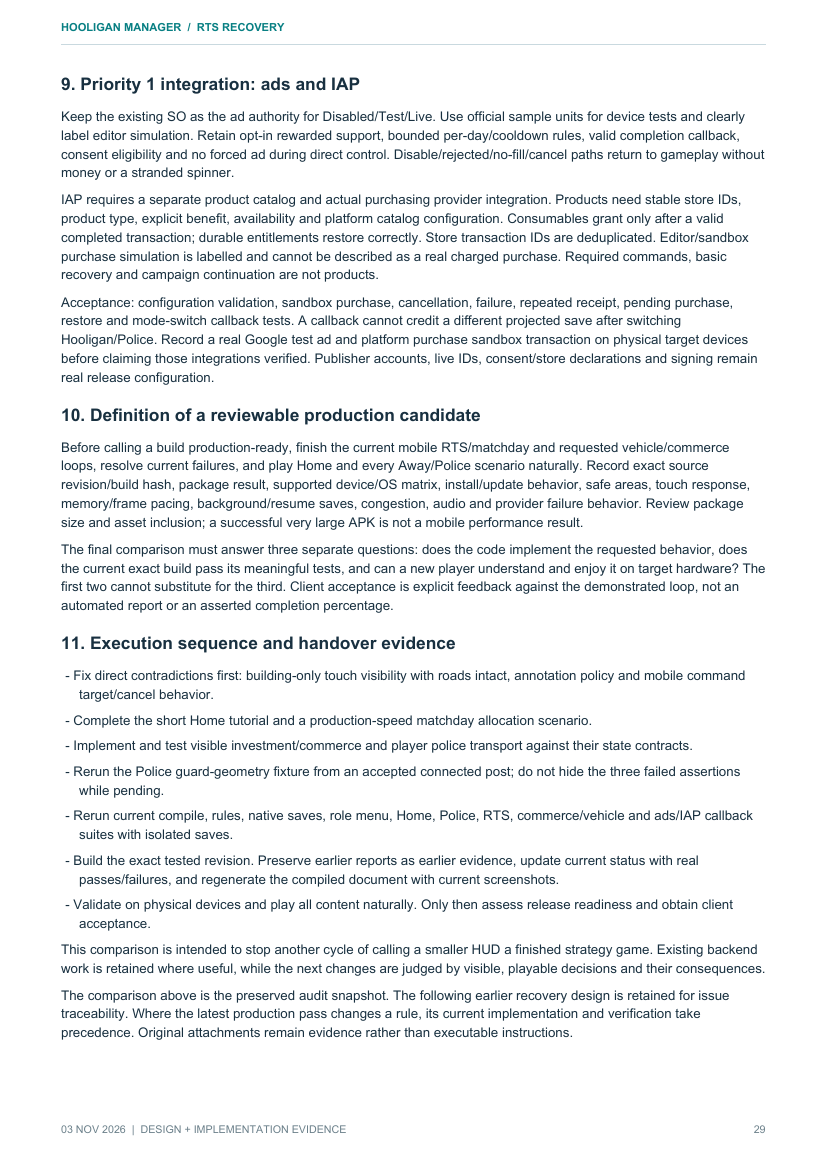 HOOLIGAN MANAGER / RTS RECOVERY
9. Priority 1 integration: ads and IAP
Keep the existing SO as the ad authority for Disabled/Test/Live. Use official sample units for device tests and clearly
label editor simulation. Retain opt-in rewarded support, bounded per-day/cooldown rules, valid completion callback,
consent eligibility and no forced ad during direct control. Disable/rejected/no-fill/cancel paths return to gameplay without
money or a stranded spinner.
IAP requires a separate product catalog and actual purchasing provider integration. Products need stable store IDs,
product type, explicit benefit, availability and platform catalog configuration. Consumables grant only after a valid
completed transaction; durable entitlements restore correctly. Store transaction IDs are deduplicated. Editor/sandbox
purchase simulation is labelled and cannot be described as a real charged purchase. Required commands, basic
recovery and campaign continuation are not products.
Acceptance: configuration validation, sandbox purchase, cancellation, failure, repeated receipt, pending purchase,
restore and mode-switch callback tests. A callback cannot credit a different projected save after switching
Hooligan/Police. Record a real Google test ad and platform purchase sandbox transaction on physical target devices
before claiming those integrations verified. Publisher accounts, live IDs, consent/store declarations and signing remain
real release configuration.
10. Definition of a reviewable production candidate
Before calling a build production-ready, finish the current mobile RTS/matchday and requested vehicle/commerce
loops, resolve current failures, and play Home and every Away/Police scenario naturally. Record exact source
revision/build hash, package result, supported device/OS matrix, install/update behavior, safe areas, touch response,
memory/frame pacing, background/resume saves, congestion, audio and provider failure behavior. Review package
size and asset inclusion; a successful very large APK is not a mobile performance result.
The final comparison must answer three separate questions: does the code implement the requested behavior, does
the current exact build pass its meaningful tests, and can a new player understand and enjoy it on target hardware? The
first two cannot substitute for the third. Client acceptance is explicit feedback against the demonstrated loop, not an
automated report or an asserted completion percentage.
11. Execution sequence and handover evidence
- Fix direct contradictions first: building-only touch visibility with roads intact, annotation policy and mobile command
target/cancel behavior.
- Complete the short Home tutorial and a production-speed matchday allocation scenario.
- Implement and test visible investment/commerce and player police transport against their state contracts.
- Rerun the Police guard-geometry fixture from an accepted connected post; do not hide the three failed assertions
while pending.
- Rerun current compile, rules, native saves, role menu, Home, Police, RTS, commerce/vehicle and ads/IAP callback
suites with isolated saves.
- Build the exact tested revision. Preserve earlier reports as earlier evidence, update current status with real
passes/failures, and regenerate the compiled document with current screenshots.
- Validate on physical devices and play all content naturally. Only then assess release readiness and obtain client
acceptance.
This comparison is intended to stop another cycle of calling a smaller HUD a finished strategy game. Existing backend
work is retained where useful, while the next changes are judged by visible, playable decisions and their consequences.
The comparison above is the preserved audit snapshot. The following earlier recovery design is retained for issue
traceability. Where the latest production pass changes a rule, its current implementation and verification take
precedence. Original attachments remain evidence rather than executable instructions.
03 NOV 2026 | DESIGN + IMPLEMENTATION EVIDENCE
29